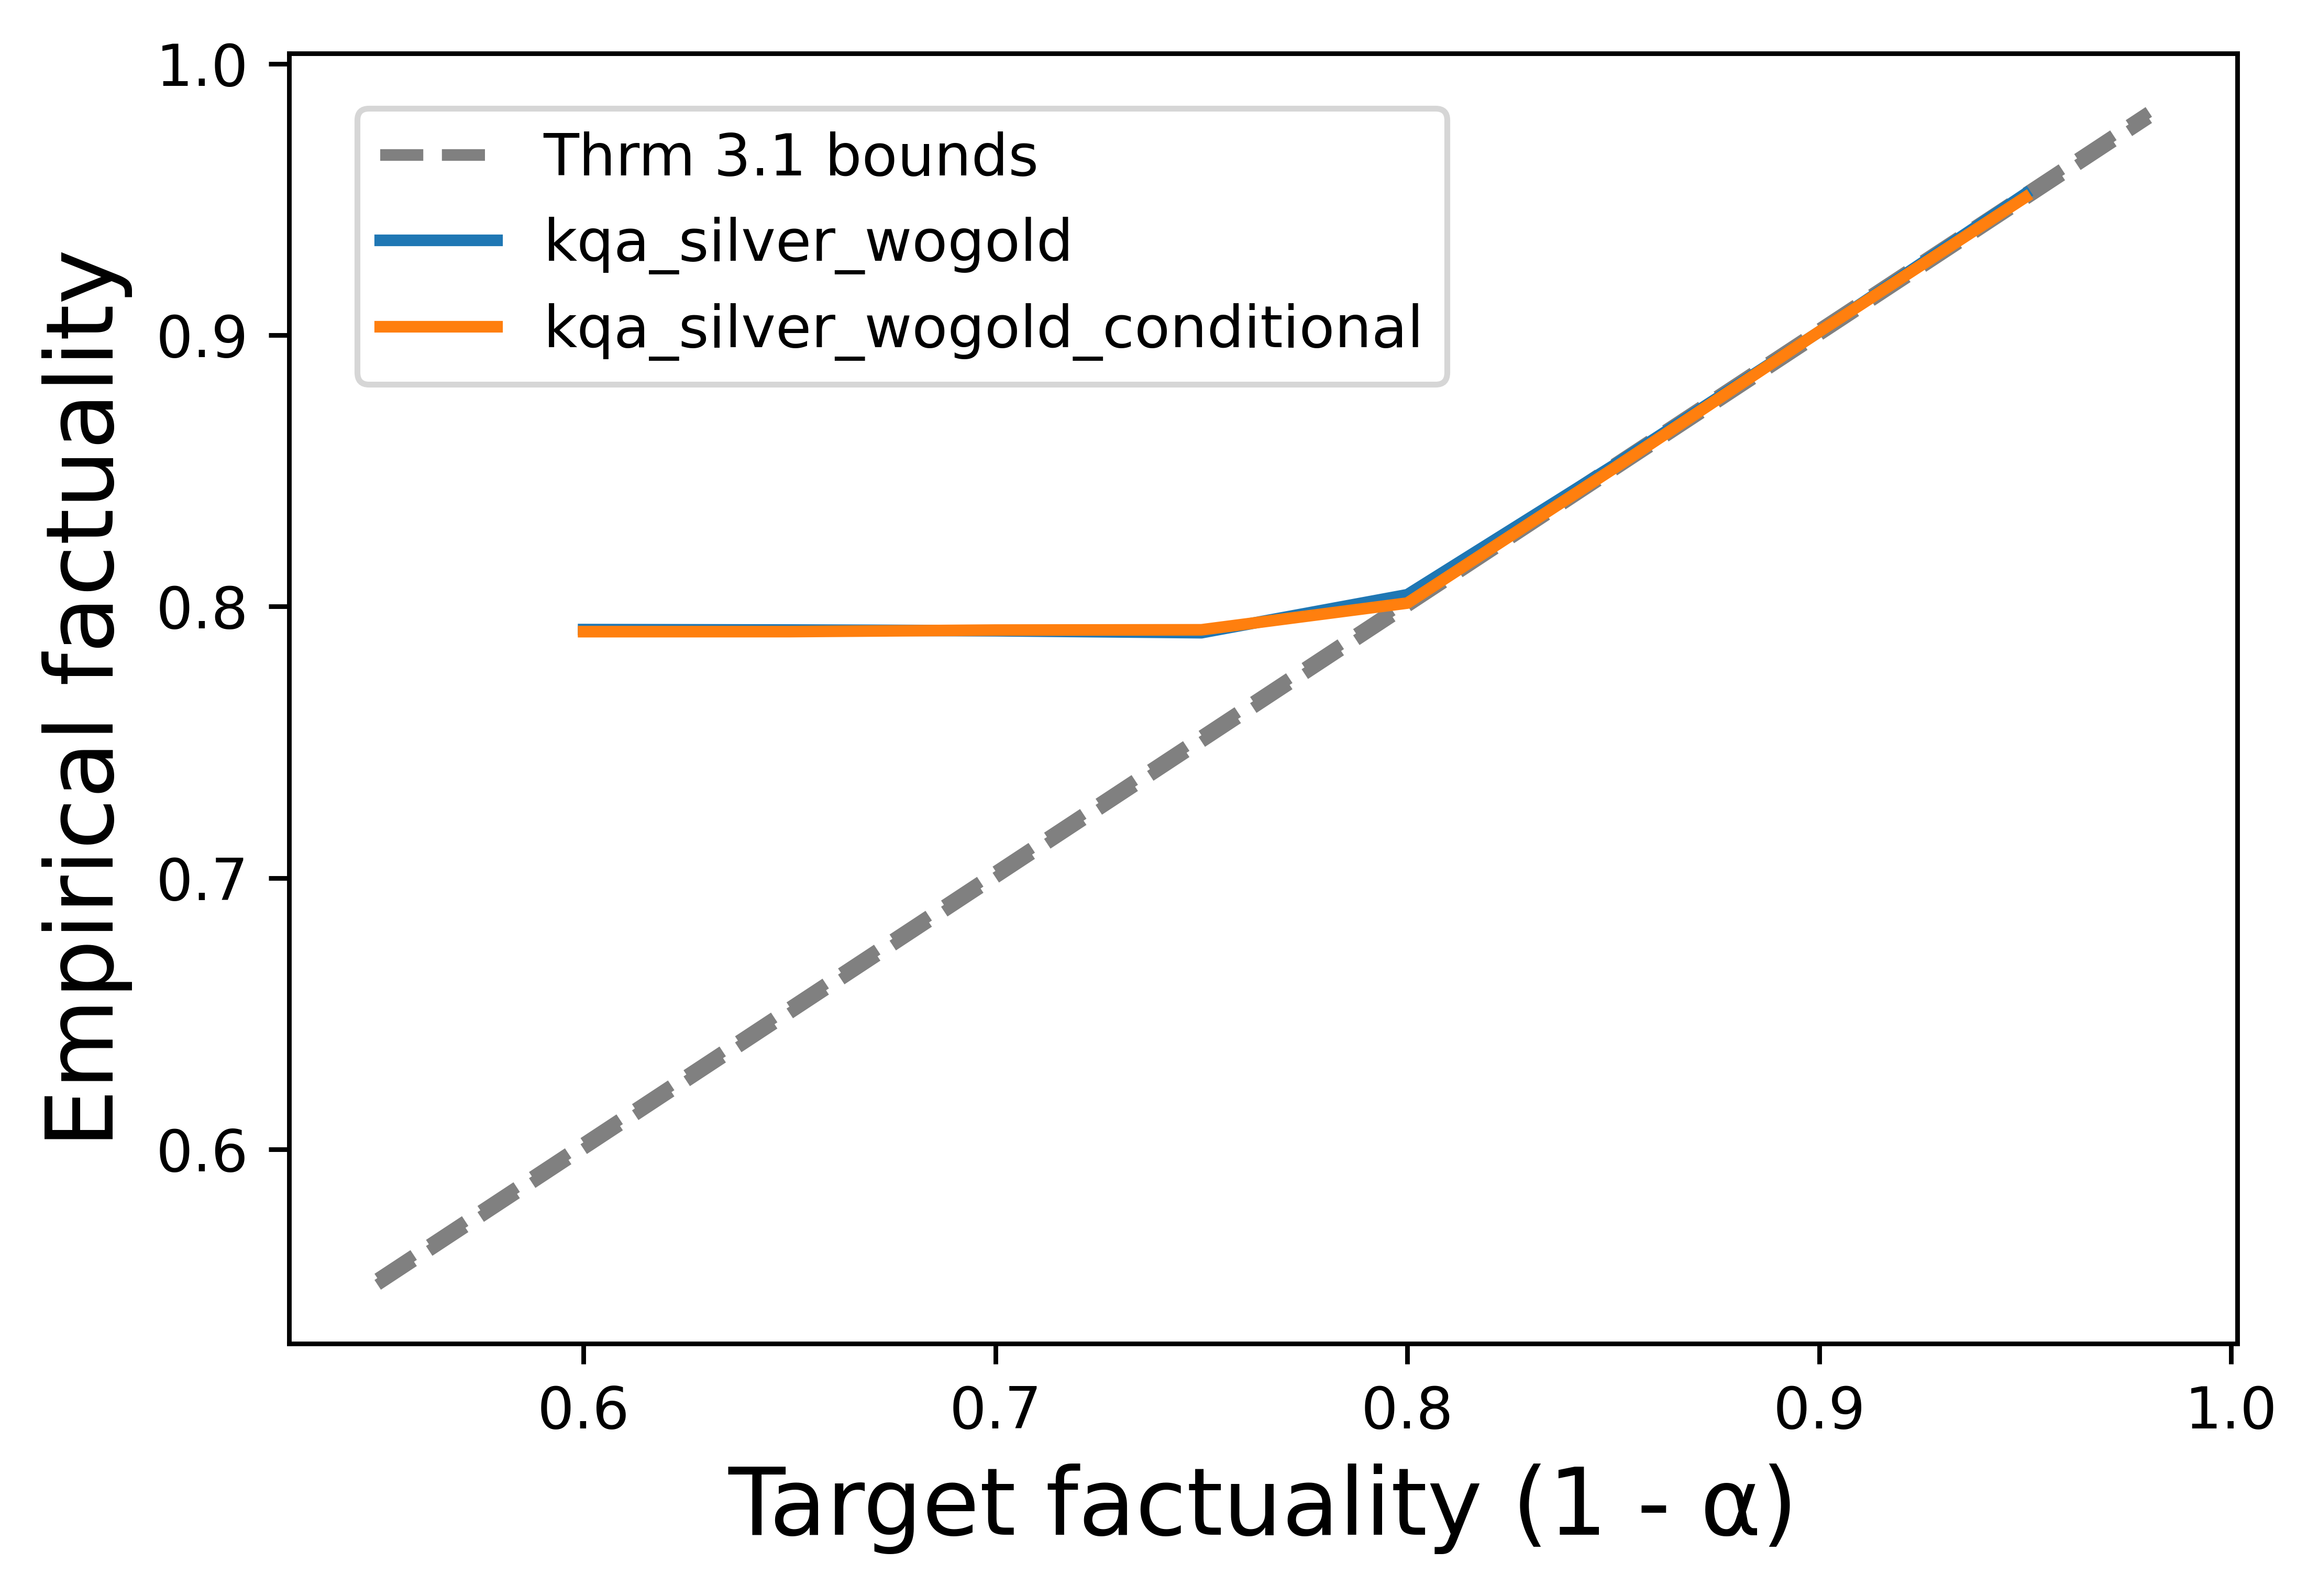 Empirical factuality
1.0
0.9
0.8
0.7
0.6
Thrm 3.1 bounds
kqa_silver_wogold
kqa_silver_wogold_conditional
0.6 0.7 0.8 0.9 1.0
Target factuality (1 - α)